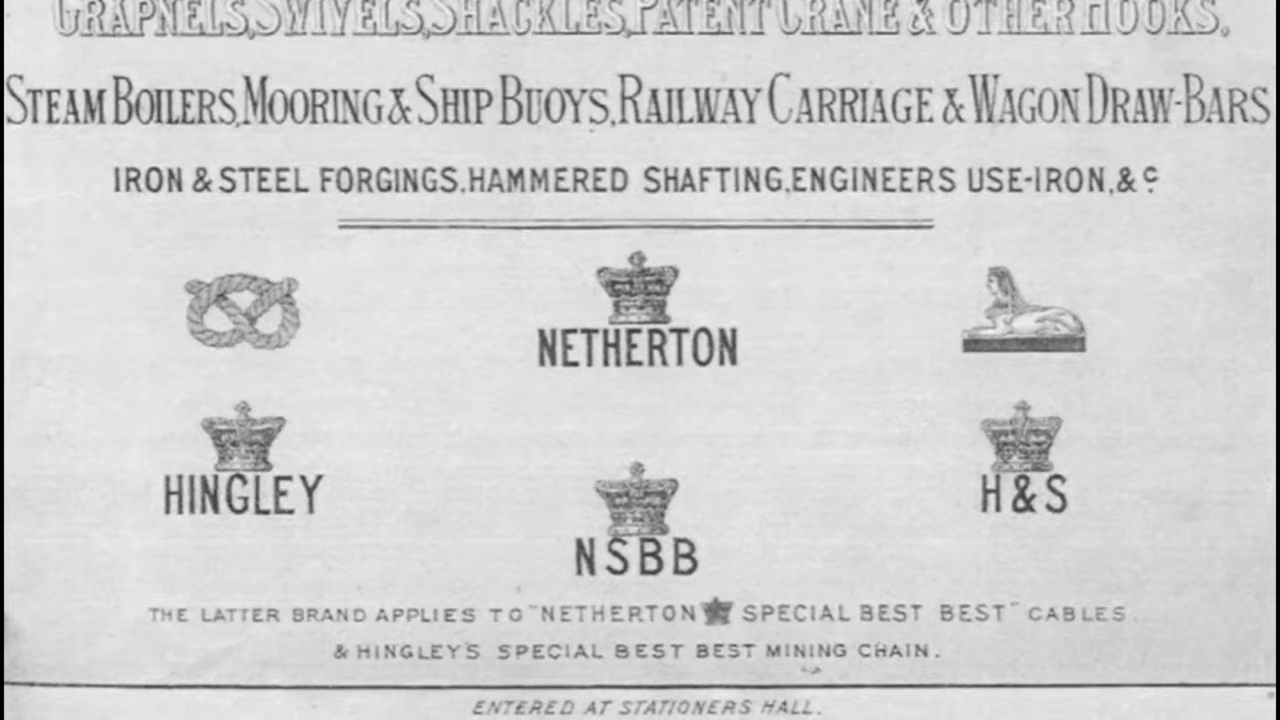 GRAPNELS, SWIVELS, SHACKLES, PATENT CRANE & OTHER HOOKS.
STEAM BOILERS, MOORING & SHIP BUOYS, RAILWAY CARRIAGE & WAGON DRAW-BARS
IRON & STEEL FORGINGS, HAMMERED SHAFTING, ENGINEERS USE-IRON, &c
NETHERTON
HINGLEY
H & S
NSBB
THE LATTER BRAND APPLIES TO "NETHERTON SPECIAL BEST BEST" CABLES.
& HINGLEY'S SPECIAL BEST BEST MINING CHAIN.
ENTERED AT STATIONERS HALL.